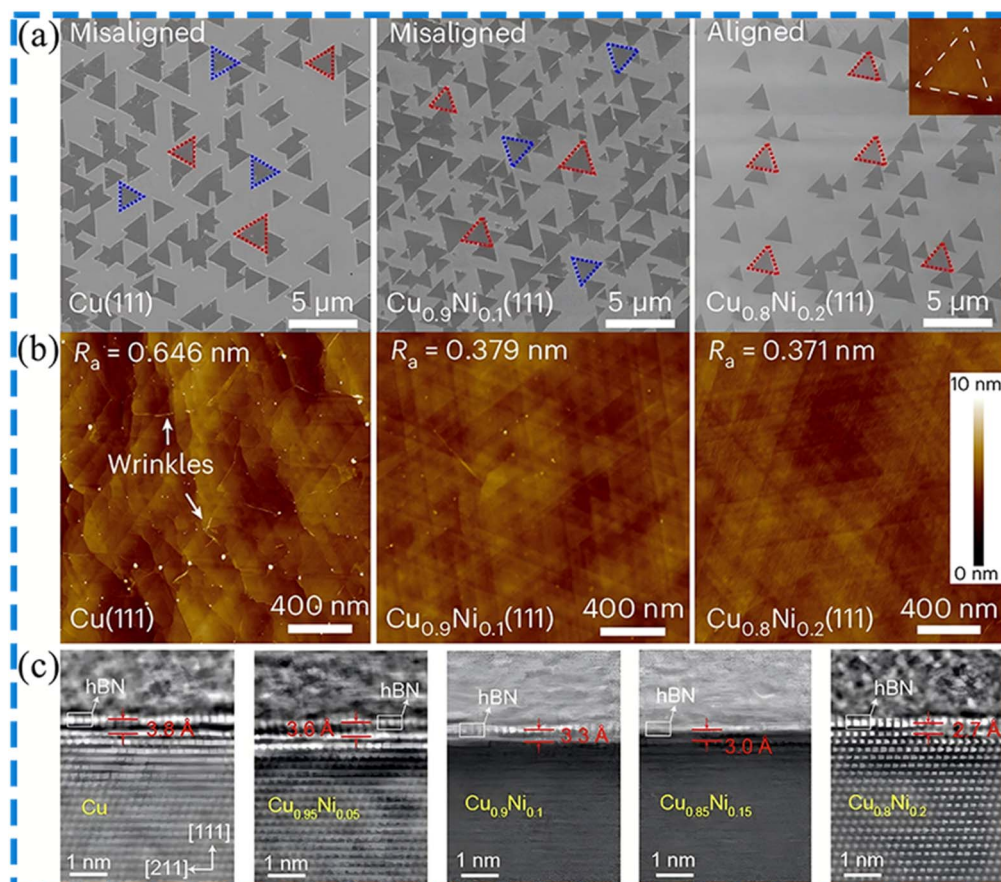 (a)
Misaligned
Misaligned
Aligned
Cu(111)
5 µm
Cu0.9Ni0.1(111)
5 µm
Cu0.8Ni0.2(111)
5 µm
(b)
Ra = 0.646 nm
Ra = 0.379 nm
Ra = 0.371 nm
10 nm
Wrinkles
0 nm
Cu(111)
400 nm
Cu0.9Ni0.1(111)
400 nm
Cu0.8Ni0.2(111)
400 nm
(c)
hBN
3.8 Å
Cu
[111]
[211]
1 nm
hBN
3.6 Å
Cu0.95Ni0.05
1 nm
hBN
3.3 Å
Cu0.9Ni0.1
1 nm
hBN
3.0 Å
Cu0.85Ni0.15
1 nm
hBN
2.7 Å
Cu0.8Ni0.2
1 nm